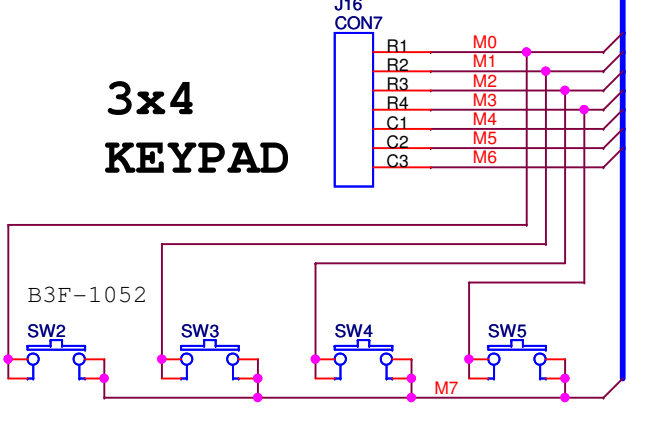 J16
CON7
R1 M0
R2 M1
R3 M2
R4 M3
C1 M4
C2 M5
C3 M6
3x4
KEYPAD
B3F-1052
SW2 SW3 SW4 SW5
M7